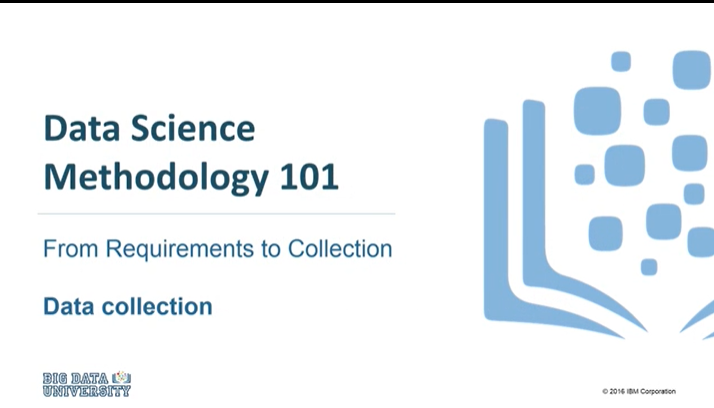 Data Science
Methodology 101
From Requirements to Collection
Data collection
BIG DATA
UNIVERSITY
© 2016 IBM Corporation